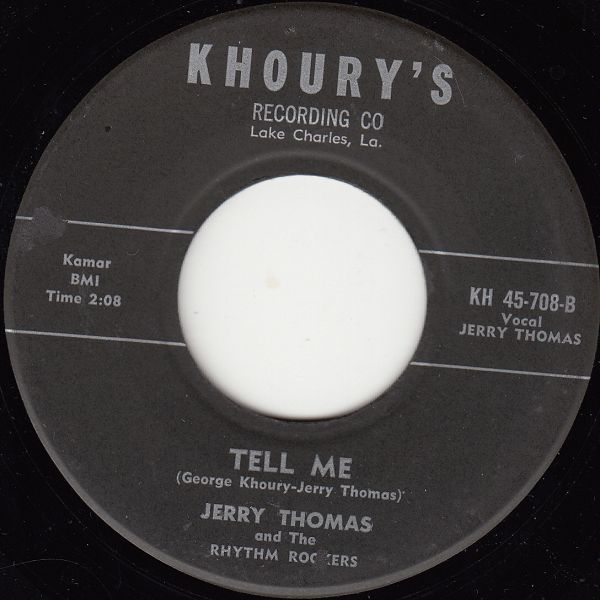 KHOURY'S
RECORDING CO
Lake Charles, La.
Kamar
BMI
Time 2:08
KH 45-708-B
Vocal
JERRY THOMAS
TELL ME
(George Khoury-Jerry Thomas)
JERRY THOMAS
and The
RHYTHM ROCKERS